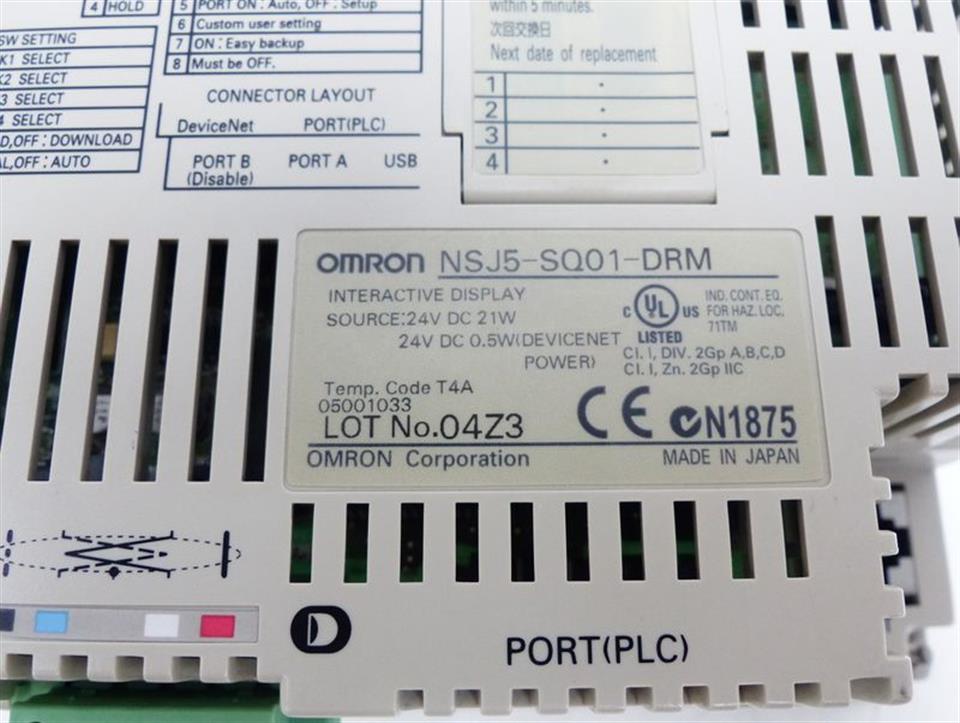 4 HOLD
5 PORT ON : Auto, OFF : Setup
6 Custom user setting
7 ON : Easy backup
8 Must be OFF.
SW SETTING
K1 SELECT
K2 SELECT
3 SELECT
4 SELECT
D,OFF : DOWNLOAD
AL,OFF : AUTO
CONNECTOR LAYOUT
DeviceNet PORT(PLC)
PORT B PORT A USB
(Disable)
within 5 minutes.
次回交換日
Next date of replacement
1
2
3
4
OMRON NSJ5-SQ01-DRM
INTERACTIVE DISPLAY
SOURCE:24V DC 21W
24V DC 0.5W(DEVICENET
POWER)
Temp. Code T4A
05001033
LOT No.04Z3
OMRON Corporation
C UL US
LISTED
IND. CONT. EQ.
FOR HAZ. LOC.
71TM
Cl. I, DIV. 2Gp A,B,C,D
Cl. I, Zn. 2Gp IIC
CE N1875
MADE IN JAPAN
D
PORT(PLC)